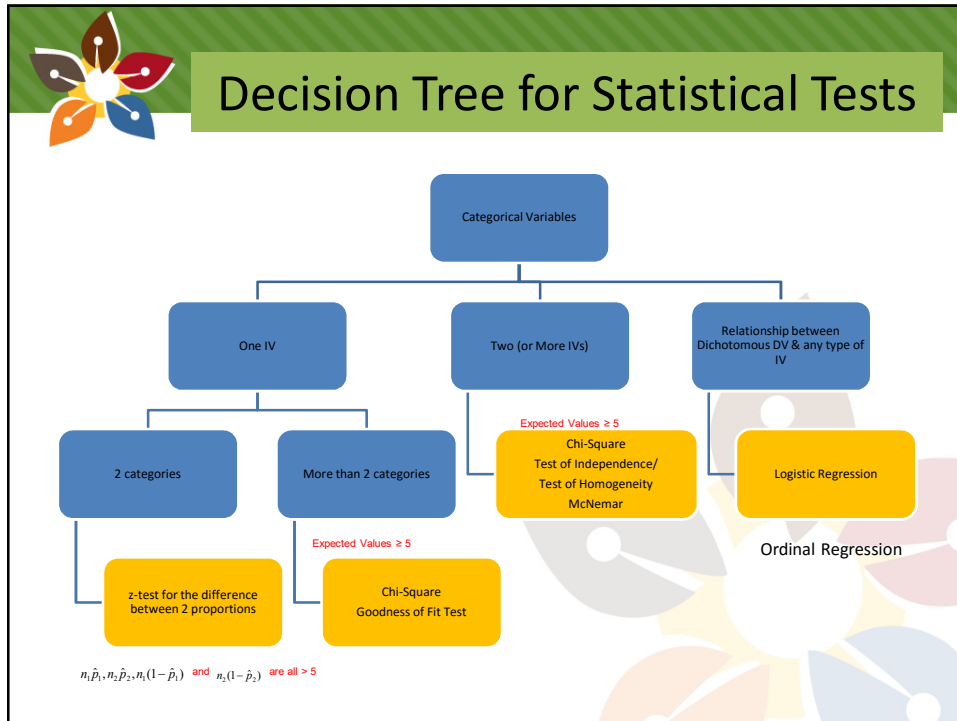 Decision Tree for Statistical Tests
Categorical Variables
One IV
Two (or More IVs)
Relationship between
Dichotomous DV & any type of
IV
2 categories
More than 2 categories
Expected Values ≥ 5
Chi-Square
Test of Independence/
Test of Homogeneity
McNemar
Logistic Regression
Ordinal Regression
z-test for the difference
between 2 proportions
Expected Values ≥ 5
Chi-Square
Goodness of Fit Test
n₁p̂₁, n₂p̂₂, n₁(1−p̂₁) and n₂(1−p̂₂) are all > 5